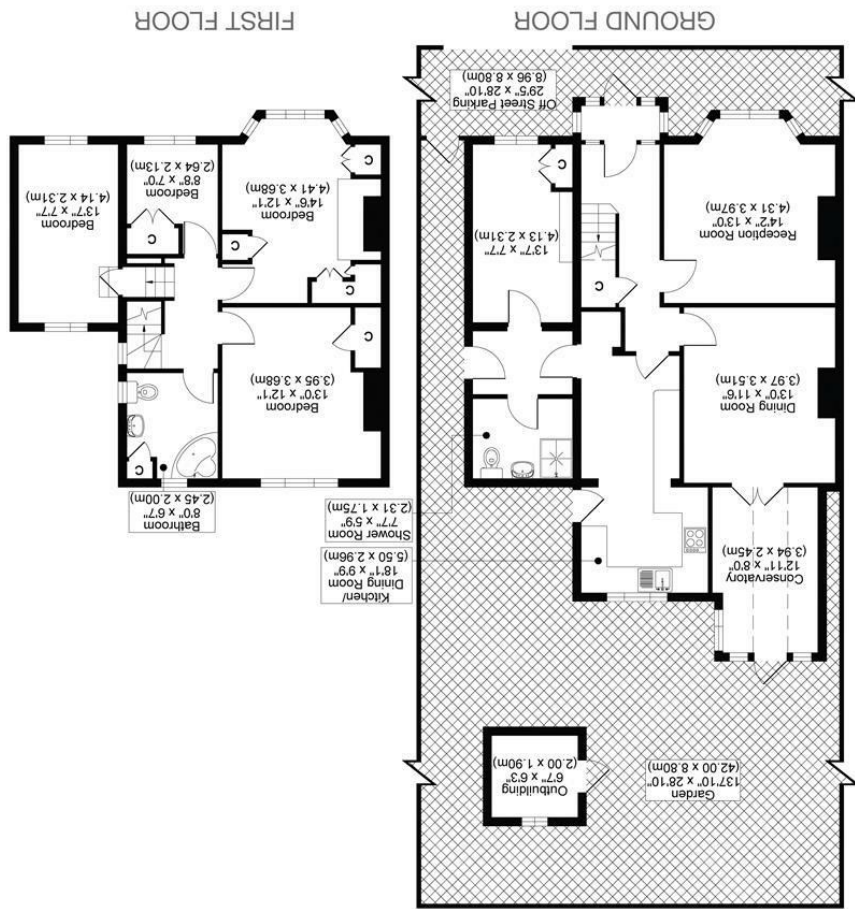 Garden
137'10" x 28'10"
(42.00 x 8.80m)
Outbuilding
6'7" x 6'3"
(2.00 x 1.90m)
Conservatory
12'11" x 8'0"
(3.94 x 2.45m)
Kitchen/
Dining Room
18'1" x 9'9"
(5.50 x 2.96m)
Shower Room
7'7" x 5'9"
(2.31 x 1.75m)
Dining Room
13'0" x 11'6"
(3.97 x 3.51m)
C
Reception Room
14'2" x 13'0"
(4.31 x 3.97m)
13'7" x 7'7"
(4.13 x 2.31m)
C
Off Street Parking
29'5" x 28'10"
(8.96 x 8.80m)
GROUND FLOOR
Bathroom
8'0" x 6'7"
(2.45 x 2.00m)
C
Bedroom
13'0" x 12'1"
(3.95 x 3.68m)
C
C
C
Bedroom
14'6" x 12'1"
(4.41 x 3.68m)
C
C
Bedroom
8'8" x 7'0"
(2.64 x 2.13m)
Bedroom
13'7" x 7'7"
(4.14 x 2.31m)
FIRST FLOOR